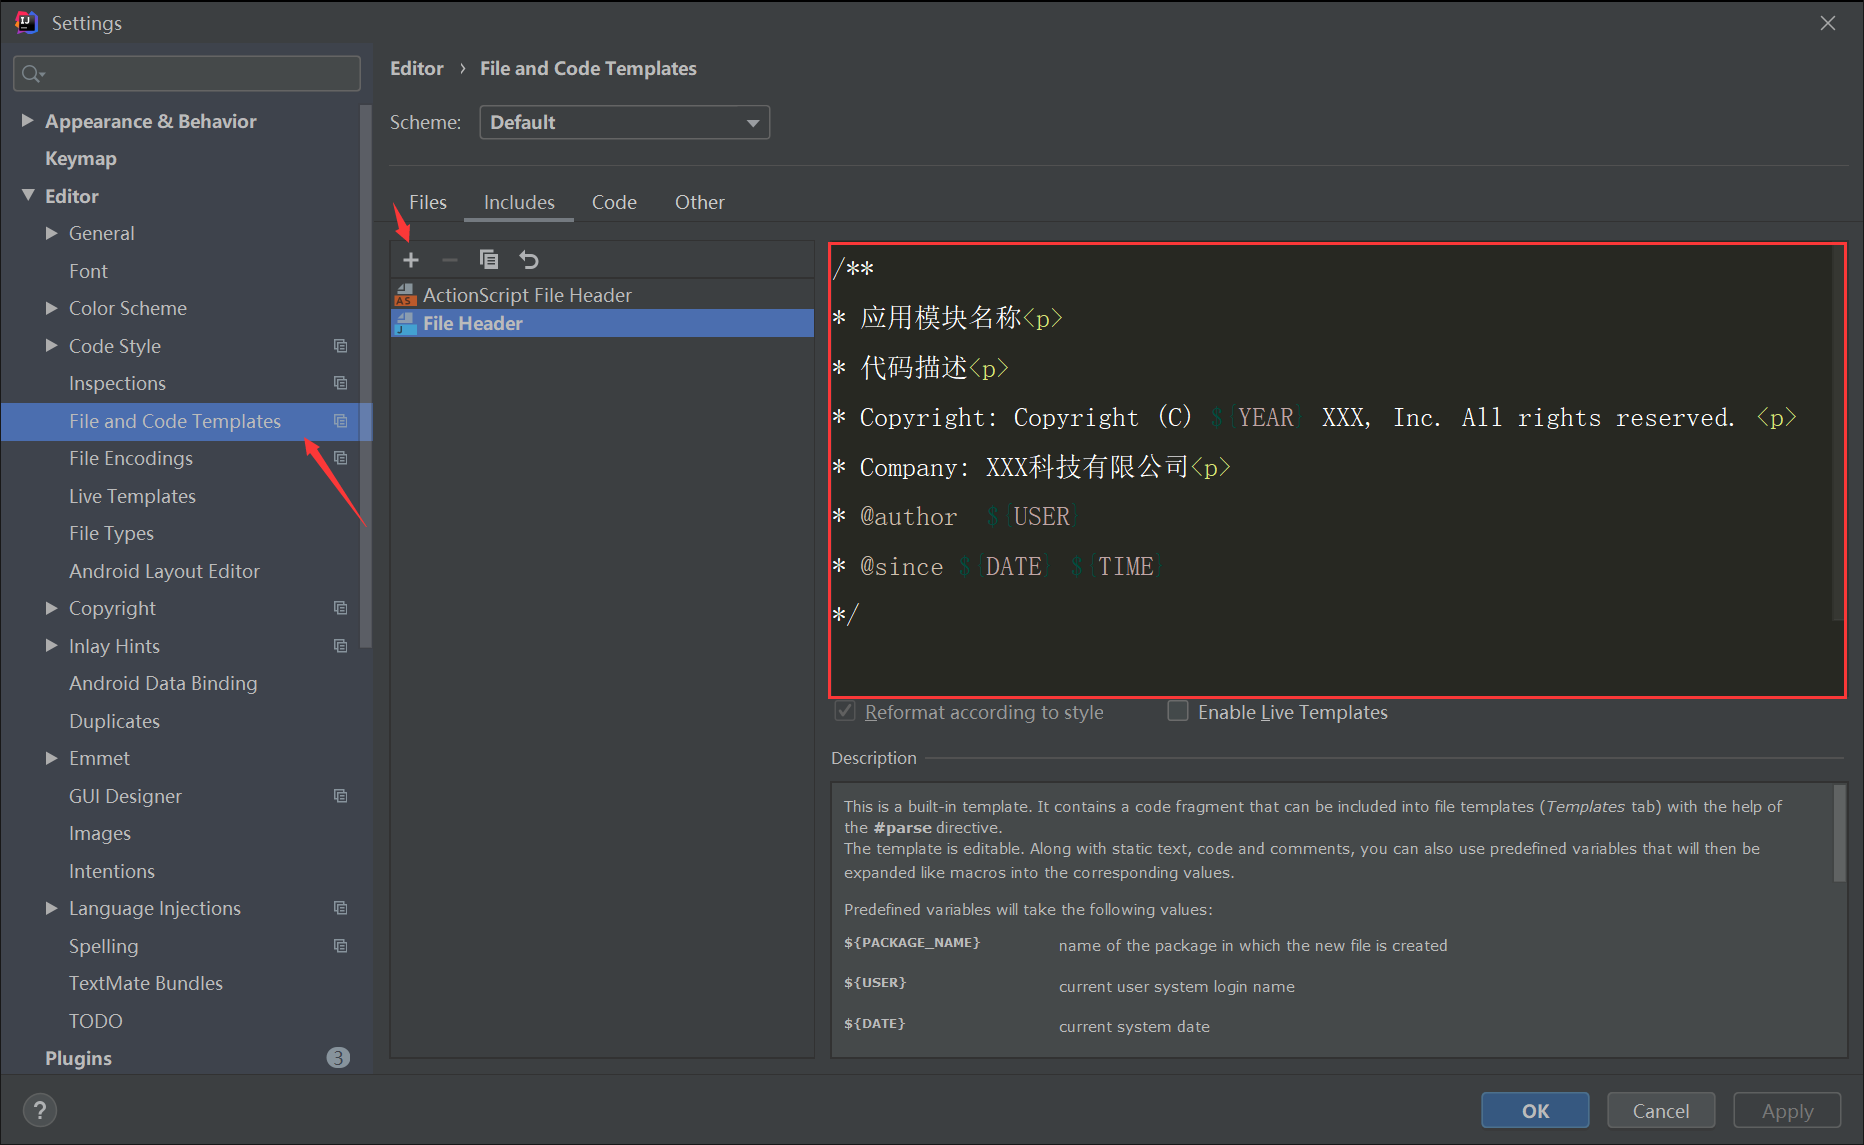 Settings
Appearance & Behavior
Keymap
Editor
General
Font
Color Scheme
Code Style
Inspections
File and Code Templates
File Encodings
Live Templates
File Types
Android Layout Editor
Copyright
Inlay Hints
Android Data Binding
Duplicates
Emmet
GUI Designer
Images
Intentions
Language Injections
Spelling
TextMate Bundles
TODO
Plugins 3
Editor › File and Code Templates
Scheme: Default
Files Includes Code Other
ActionScript File Header
File Header
/**
* 应用模块名称<p>
* 代码描述<p>
* Copyright: Copyright (C) ${YEAR} XXX, Inc. All rights reserved. <p>
* Company: XXX科技有限公司<p>
* @author ${USER}
* @since ${DATE} ${TIME}
*/
Reformat according to style Enable Live Templates
Description
This is a built-in template. It contains a code fragment that can be included into file templates (Templates tab) with the help of
the #parse directive.
The template is editable. Along with static text, code and comments, you can also use predefined variables that will then be
expanded like macros into the corresponding values.
Predefined variables will take the following values:
${PACKAGE_NAME} name of the package in which the new file is created
${USER} current user system login name
${DATE} current system date
? OK Cancel Apply